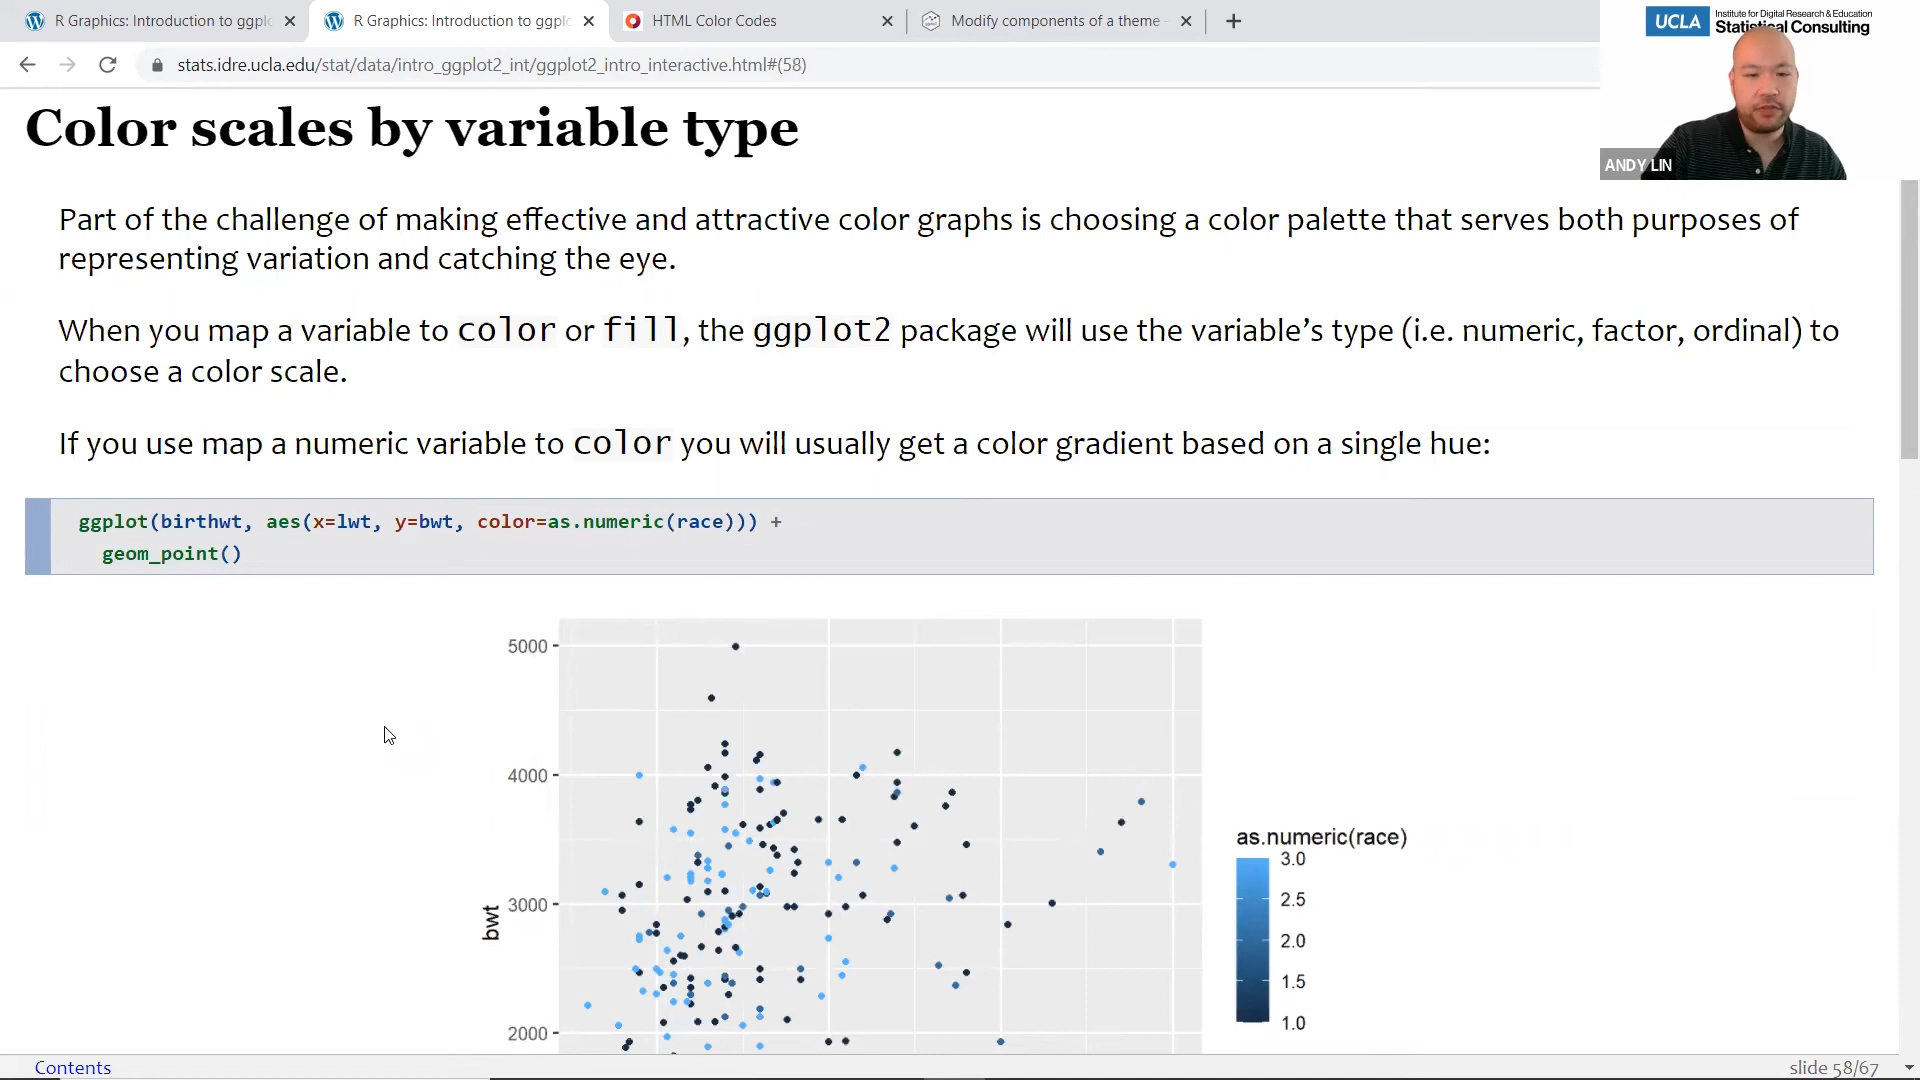 R Graphics: Introduction to ggpl
R Graphics: Introduction to ggpl
HTML Color Codes
Modify components of a theme -
stats.idre.ucla.edu/stat/data/intro_ggplot2_int/ggplot2_intro_interactive.html#(58)
UCLA
Institute for Digital Research & Education
Statistical Consulting
ANDY LIN
Color scales by variable type
Part of the challenge of making effective and attractive color graphs is choosing a color palette that serves both purposes of
representing variation and catching the eye.
When you map a variable to color or fill, the ggplot2 package will use the variable’s type (i.e. numeric, factor, ordinal) to
choose a color scale.
If you use map a numeric variable to color you will usually get a color gradient based on a single hue:
ggplot(birthwt, aes(x=lwt, y=bwt, color=as.numeric(race))) +
geom_point()
5000
4000
3000
2000
bwt
as.numeric(race)
3.0
2.5
2.0
1.5
1.0
Contents
slide 58/67